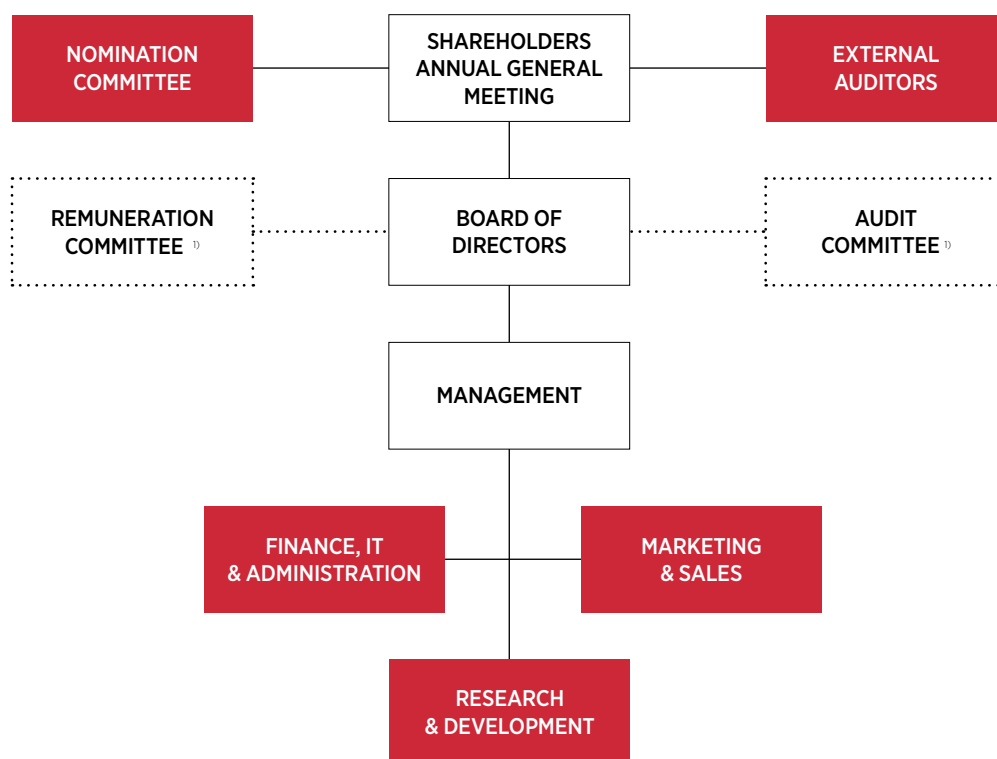 NOMINATION
COMMITTEE
SHAREHOLDERS
ANNUAL GENERAL
MEETING
EXTERNAL
AUDITORS
REMUNERATION
COMMITTEE 1)
BOARD OF
DIRECTORS
AUDIT
COMMITTEE 1)
MANAGEMENT
FINANCE, IT
& ADMINISTRATION
MARKETING
& SALES
RESEARCH
& DEVELOPMENT